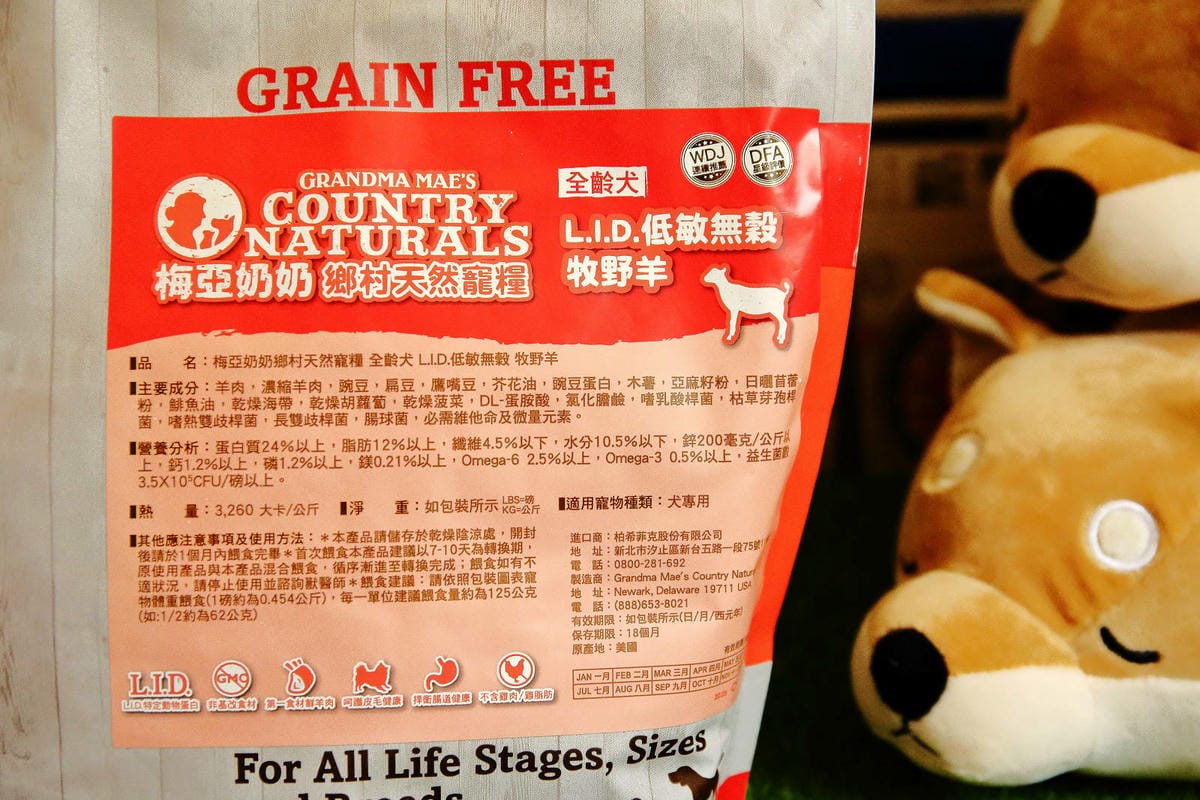 GRAIN FREE
WDJ
DFA
GRANDMA MAE'S
COUNTRY
NATURALS
梅亞奶奶 鄉村天然寵糧
全齡犬
L.I.D.低敏無穀
牧野羊
品 名：梅亞奶奶鄉村天然寵糧 全齡犬 L.I.D.低敏無穀 牧野羊
主要成分：羊肉，濃縮羊肉，豌豆，扁豆，鷹嘴豆，芥花油，豌豆蛋白，木薯，亞麻籽粉，日曬苜蓿
粉，鯡魚油，乾燥海帶，乾燥胡蘿蔔，乾燥菠菜，DL-蛋胺酸，氯化膽鹼，嗜乳酸桿菌，枯草芽孢桿
菌，嗜熱雙歧桿菌，長雙歧桿菌，腸球菌，必需維他命及微量元素。
營養分析：蛋白質24%以上，脂肪12%以上，纖維4.5%以下，水分10.5%以下，鋅200毫克/公斤以
上，鈣1.2%以上，磷1.2%以上，鎂0.21%以上，Omega-6 2.5%以上，Omega-3 0.5%以上，益生菌數
3.5X10⁵CFU/磅以上。
熱 量：3,260 大卡/公斤 淨 重：如包裝所示 LBS=磅 KG=公斤 適用寵物種類：犬專用
其他應注意事項及使用方法：＊本產品請儲存於乾燥陰涼處，開封
後請於1個月內餵食完畢＊首次餵食本產品建議以7-10天為轉換期，
原使用產品與本產品混合餵食，循序漸進至轉換完成；餵食如有不
適狀況，請停止使用並諮詢獸醫師＊餵食建議：請依照包裝圖表寵
物體重餵食(1磅約為0.454公斤)，每一單位建議餵食量約為125公克
(如:1/2約為62公克)
進口商：柏希菲克股份有限公司
地 址：新北市汐止區新台五路一段75號
電 話：0800-281-692
製造商：Grandma Mae's Country Natur
地 址：Newark, Delaware 19711 USA
電 話：(888)653-8021
有效期限：如包裝所示(日/月/西元年)
保存期限：18個月
原產地：美國
JAN 一月 FEB 二月 MAR 三月 APR 四月 MAY
JUL 七月 AUG 八月 SEP 九月 OCT 十月
L.I.D.
L.I.D.特定動物蛋白
GMO
非基改食材
第一食材鮮羊肉
呵護皮毛健康
捍衛腸道健康
不含雞肉/雞脂肪
For All Life Stages, Sizes